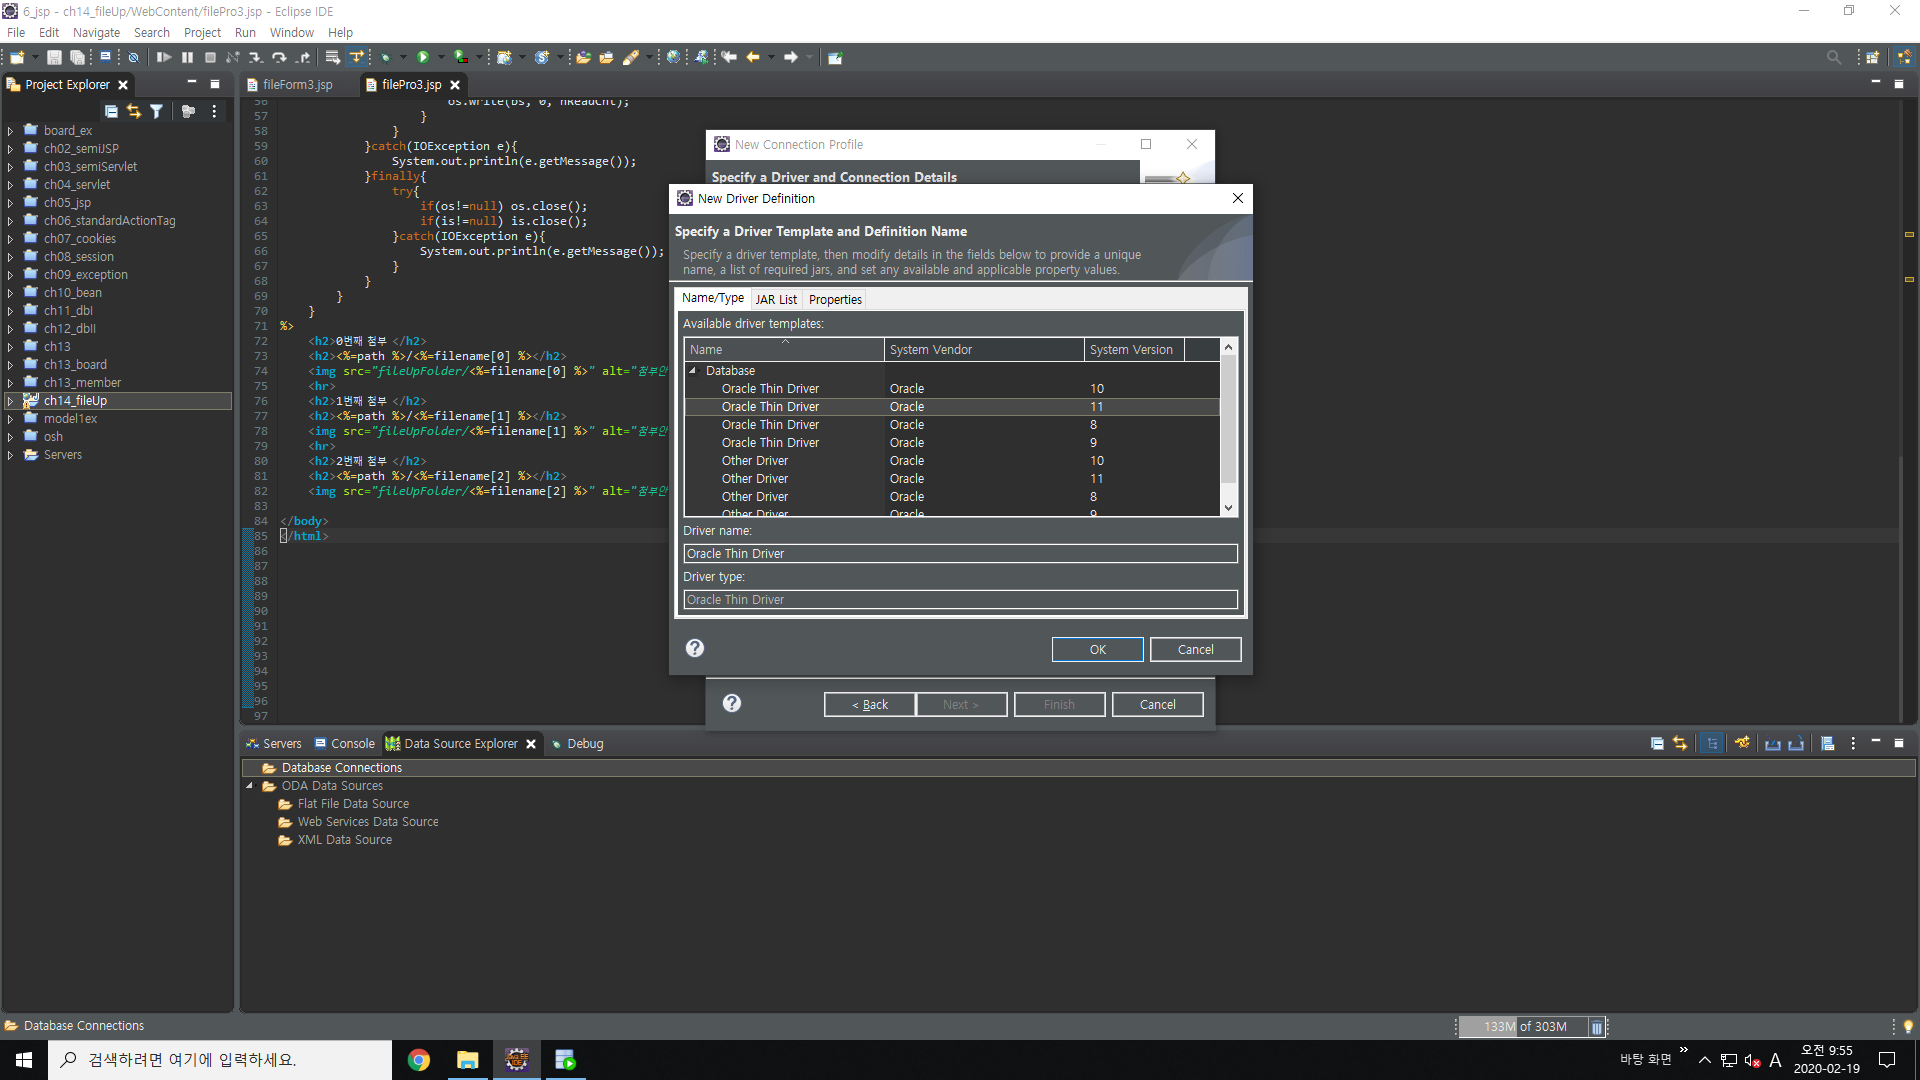 6_jsp - ch14_fileUp/WebContent/filePro3.jsp - Eclipse IDE
File Edit Navigate Search Project Run Window Help
Project Explorer
board_ex
ch02_semiJSP
ch03_semiServlet
ch04_servlet
ch05_jsp
ch06_standardActionTag
ch07_cookies
ch08_session
ch09_exception
ch10_bean
ch11_dbI
ch12_dbII
ch13
ch13_board
ch13_member
ch14_fileUp
model1ex
osh
Servers
fileForm3.jsp filePro3.jsp
56 os.write(bs, 0, nReadCnt);
57 }
58 }
59 }catch(IOException e){
60 System.out.println(e.getMessage());
61 }finally{
62 try{
63 if(os!=null) os.close();
64 if(is!=null) is.close();
65 }catch(IOException e){
66 System.out.println(e.getMessage());
67 }
68 }
69 }
70 }
71 %>
72 <h2>0번째 첨부 </h2>
73 <h2><%=path %>/<%=filename[0] %></h2>
74 <img src="fileUpFolder/<%=filename[0] %>" alt="첨부안
75 <hr>
76 <h2>1번째 첨부 </h2>
77 <h2><%=path %>/<%=filename[1] %></h2>
78 <img src="fileUpFolder/<%=filename[1] %>" alt="첨부안
79 <hr>
80 <h2>2번째 첨부 </h2>
81 <h2><%=path %>/<%=filename[2] %></h2>
82 <img src="fileUpFolder/<%=filename[2] %>" alt="첨부안
83
84 </body>
85 </html>
86
87
88
89
90
91
92
93
94
95
96
97
New Connection Profile
Specify a Driver and Connection Details
New Driver Definition
Specify a Driver Template and Definition Name
Specify a driver template, then modify details in the fields below to provide a unique
name, a list of required jars, and set any available and applicable property values.
Name/Type JAR List Properties
Available driver templates:
Name System Vendor System Version
Database
Oracle Thin Driver Oracle 10
Oracle Thin Driver Oracle 11
Oracle Thin Driver Oracle 8
Oracle Thin Driver Oracle 9
Other Driver Oracle 10
Other Driver Oracle 11
Other Driver Oracle 8
Other Driver Oracle 9
Driver name:
Oracle Thin Driver
Driver type:
Oracle Thin Driver
OK Cancel
< Back Next > Finish Cancel
Servers Console Data Source Explorer Debug
Database Connections
ODA Data Sources
Flat File Data Source
Web Services Data Source
XML Data Source
Database Connections
133M of 303M
검색하려면 여기에 입력하세요.
바탕 화면
A
오전 9:55
2020-02-19